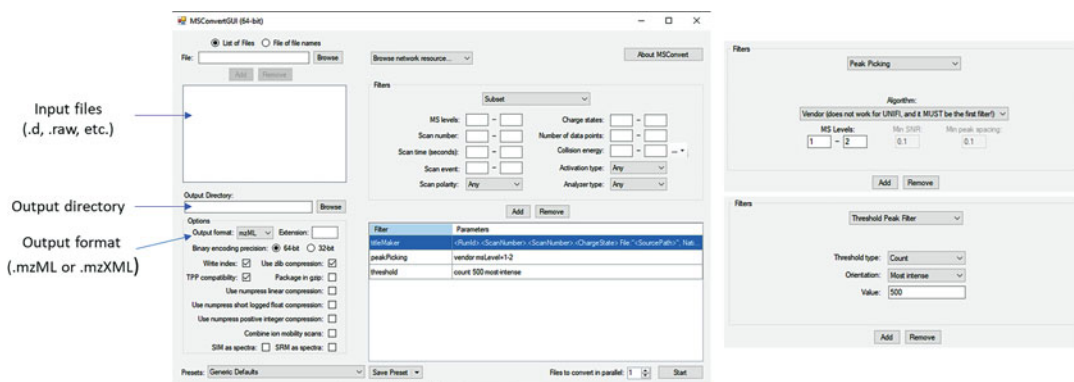 MSConvertGUI (64-bit)
List of Files File of file names
File: Browse
Add Remove
Browse network resource...
About MSConvert
Input files
(.d, .raw, etc.)
Output directory
Output format
(.mzML or .mzXML)
Output Directory:
Browse
Options
Output format: mzML Extension:
Binary encoding precision: 64-bit 32-bit
Write index: Use zlib compression:
TPP compatibility: Package in gzip:
Use numpress linear compression:
Use numpress short logged float compression:
Use numpress positive integer compression:
Combine ion mobility scans:
SIM as spectra: SRM as spectra:
Presets: Generic Defaults
Save Preset
Files to convert in parallel: 1
Start
Filters
Subset
MS levels: - Charge states: -
Scan number: - Number of data points: -
Scan time (seconds): - Collision energy: -
Scan event: - Activation type: Any
Scan polarity: Any Analyzer type: Any
Add Remove
Filter Parameters
titleMaker <RunId>.<ScanNumber>.<ScanNumber>.<ChargeState> File:"<SourcePath>", Nati...
peakPicking vendor msLevel=1-2
threshold count 500 most-intense
Filters
Peak Picking
Algorithm:
Vendor (does not work for UNIFI, and it MUST be the first filter!)
MS Levels: Min SNR: Min peak spacing:
1 - 2 0.1 0.1
Add Remove
Filters
Threshold Peak Filter
Threshold type: Count
Orientation: Most intense
Value: 500
Add Remove